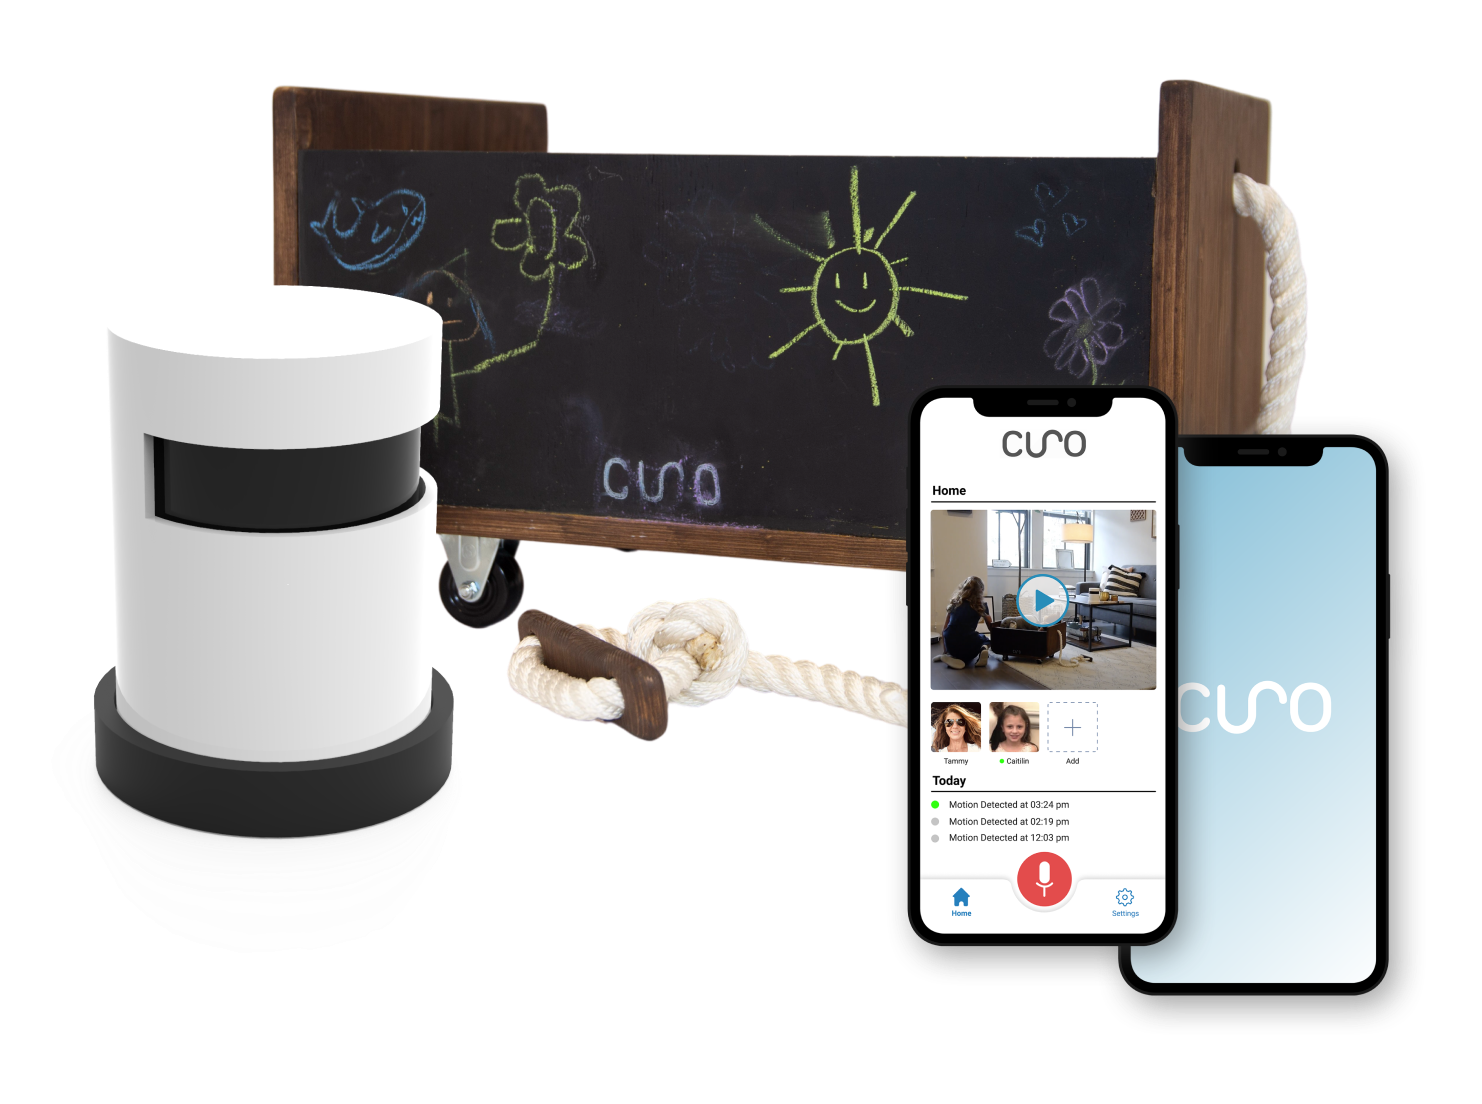 curo
curo
Home
Tammy
Caitilin
Add
Today
Motion Detected at 03:24 pm
Motion Detected at 02:19 pm
Motion Detected at 12:03 pm
Home
Settings
curo